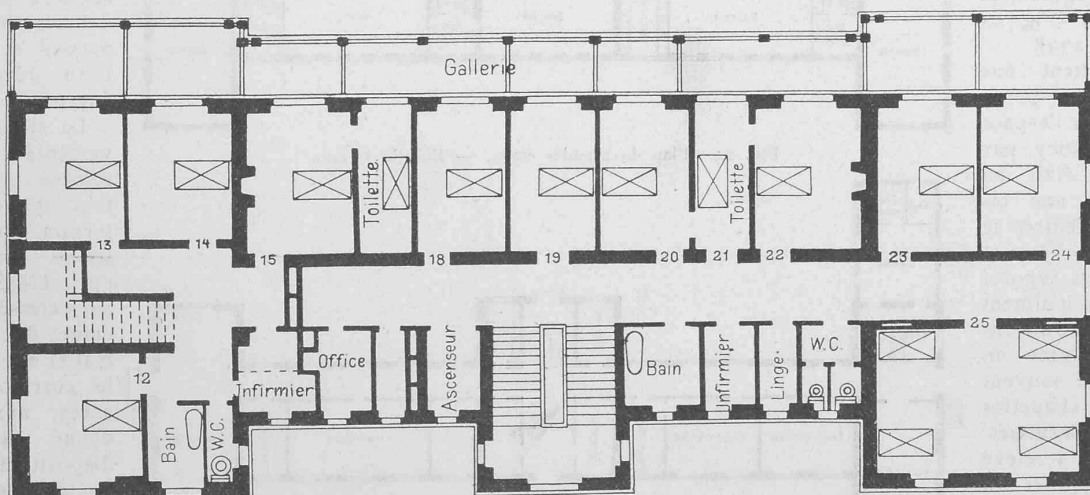 Gallerie
Toilette
Toilette
13
14
15
18
19
20
21
22
23
24
25
12
Infirmier
Office
Ascenseur
Bain
Infirmier
Linge.
W.C.
Bain
W.C.